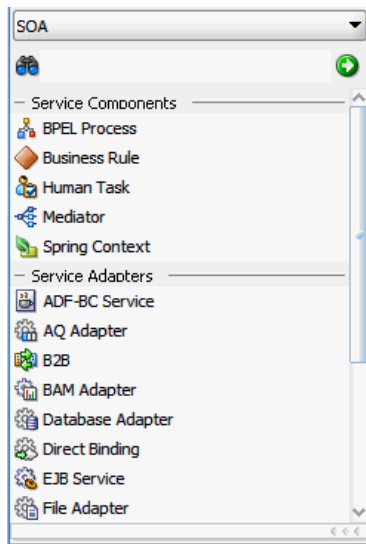 SOA
Service Components
BPEL Process
Business Rule
Human Task
Mediator
Spring Context
Service Adapters
ADF-BC Service
AQ Adapter
B2B
BAM Adapter
Database Adapter
Direct Binding
EJB Service
File Adapter